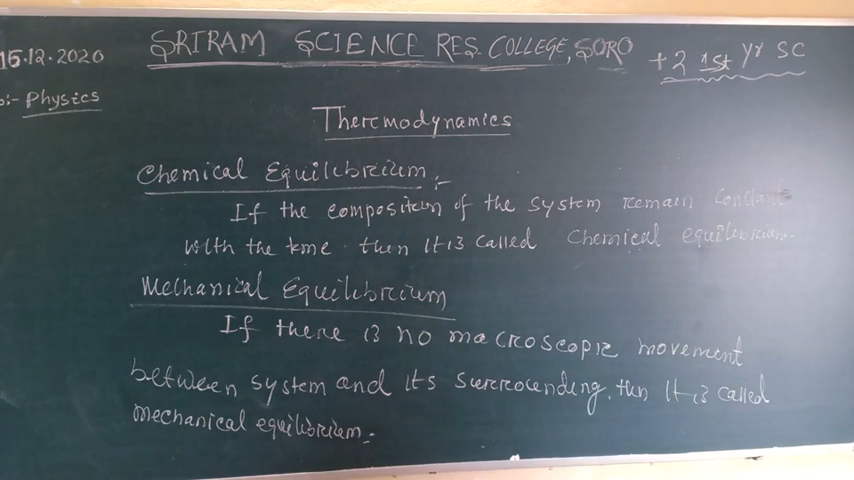 15.12.2020 SRIRAM SCIENCE RES. COLLEGE, SORO +2 1st Yr SC
:- Physics
Thermodynamics
Chemical Equilibrium :-
If the composition of the system remain constant
with the time then it is called Chemical equilibrium.
Mechanical Equilibrium
If there is no macroscopic movement
between system and its surrounding, then it is called
mechanical equilibrium :-